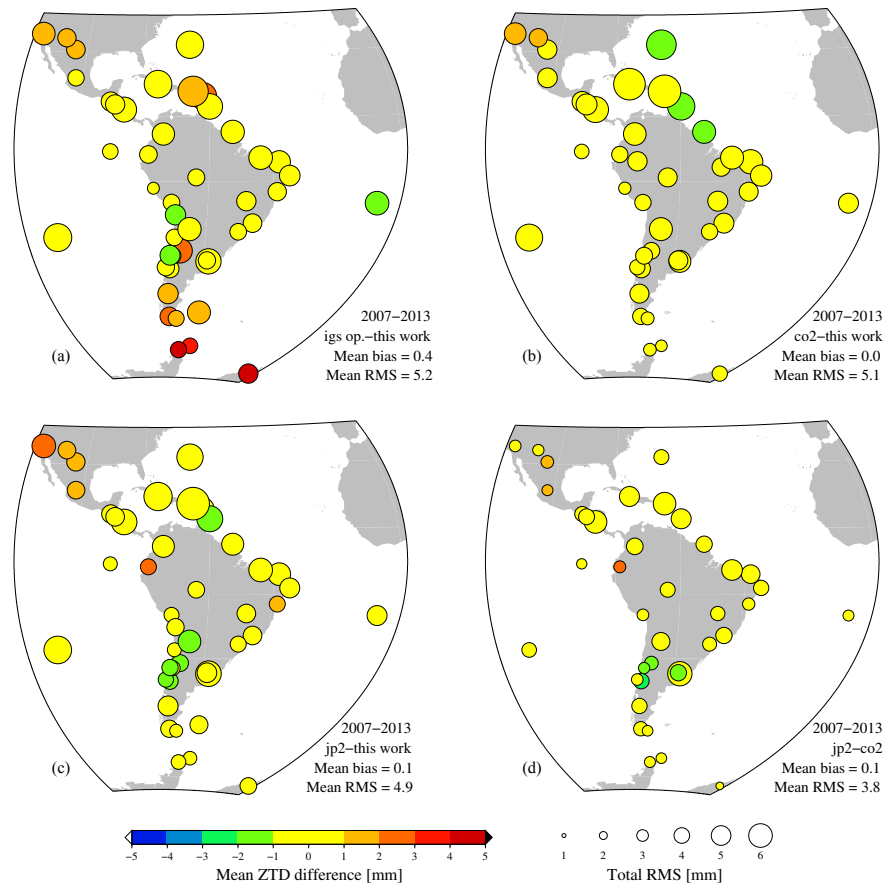 2007−2013
igs op.−this work
(a)
Mean bias = 0.4
Mean RMS = 5.2
2007−2013
co2−this work
(b)
Mean bias = 0.0
Mean RMS = 5.1
2007−2013
jp2−this work
(c)
Mean bias = 0.1
Mean RMS = 4.9
2007−2013
jp2−co2
(d)
Mean bias = 0.1
Mean RMS = 3.8
−5 −4 −3 −2 −1 0 1 2 3 4 5
Mean ZTD difference [mm]
1 2 3 4 5 6
Total RMS [mm]